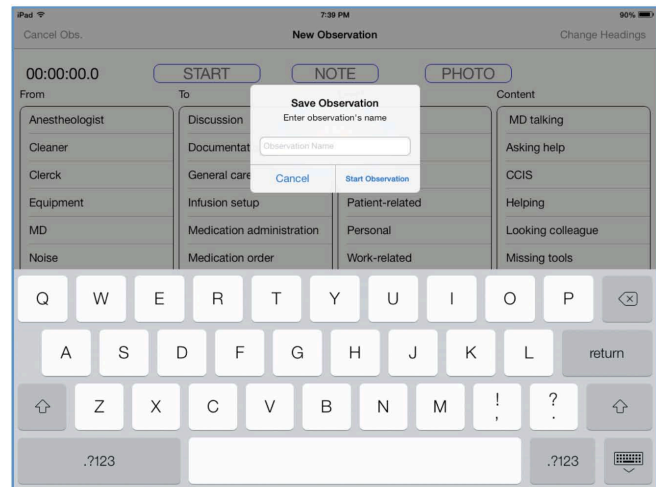 iPad 7:39 PM 90%
Cancel Obs. New Observation Change Headings
00:00:00.0 START NOTE PHOTO
From To Content
Save Observation
Enter observation's name
Observation Name
Cancel Start Observation
Anestheologist Discussion MD talking
Cleaner Documentat Asking help
Clerck General care CCIS
Equipment Infusion setup Patient-related Helping
MD Medication administration Personal Looking colleague
Noise Medication order Work-related Missing tools
Q W E R T Y U I O P
A S D F G H J K L return
Z X C V B N M ! , ? .
.?123 .?123